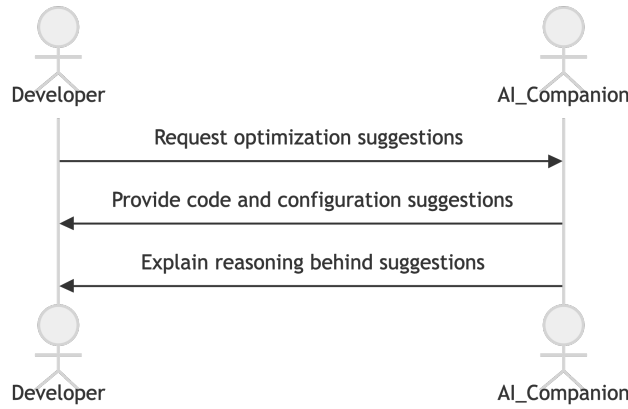 Developer
AI_Companion
Request optimization suggestions
Provide code and configuration suggestions
Explain reasoning behind suggestions
Developer
AI_Companion